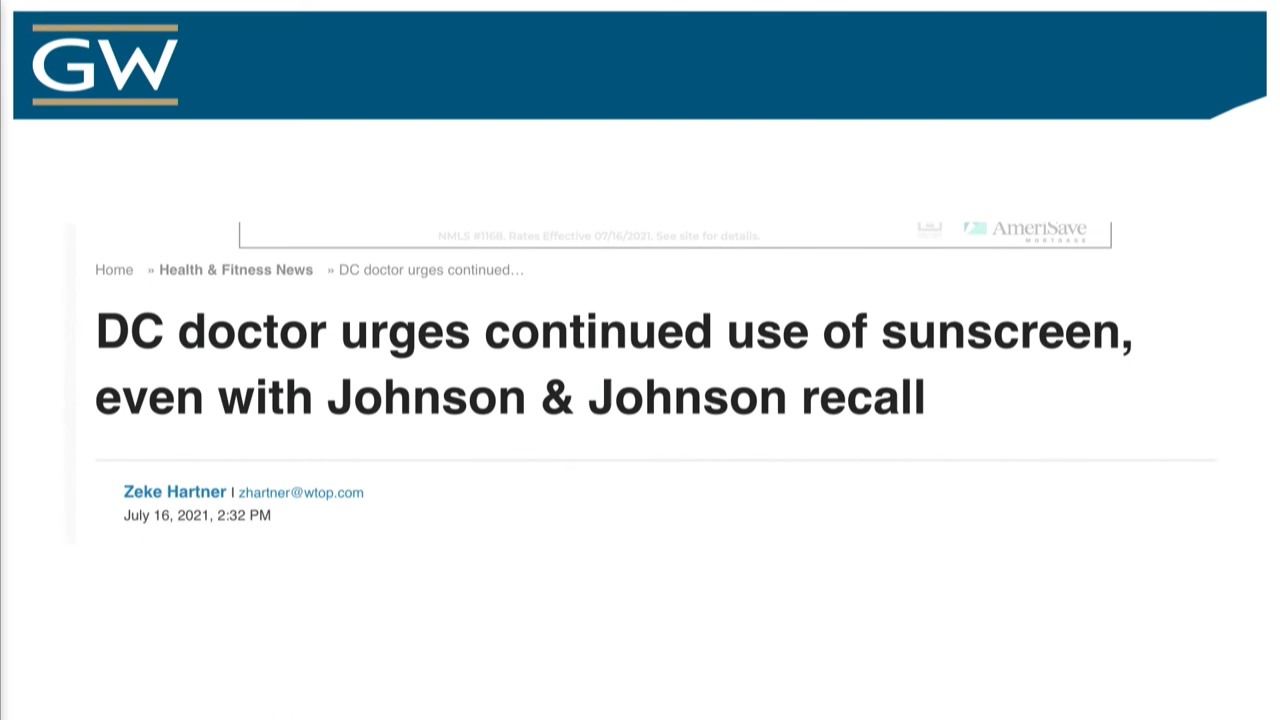 GW
NMLS #1168. Rates Effective 07/16/2021. See site for details.
AmeriSave
MORTGAGE
Home » Health & Fitness News » DC doctor urges continued…
DC doctor urges continued use of sunscreen,
even with Johnson & Johnson recall
Zeke Hartner | zhartner@wtop.com
July 16, 2021, 2:32 PM